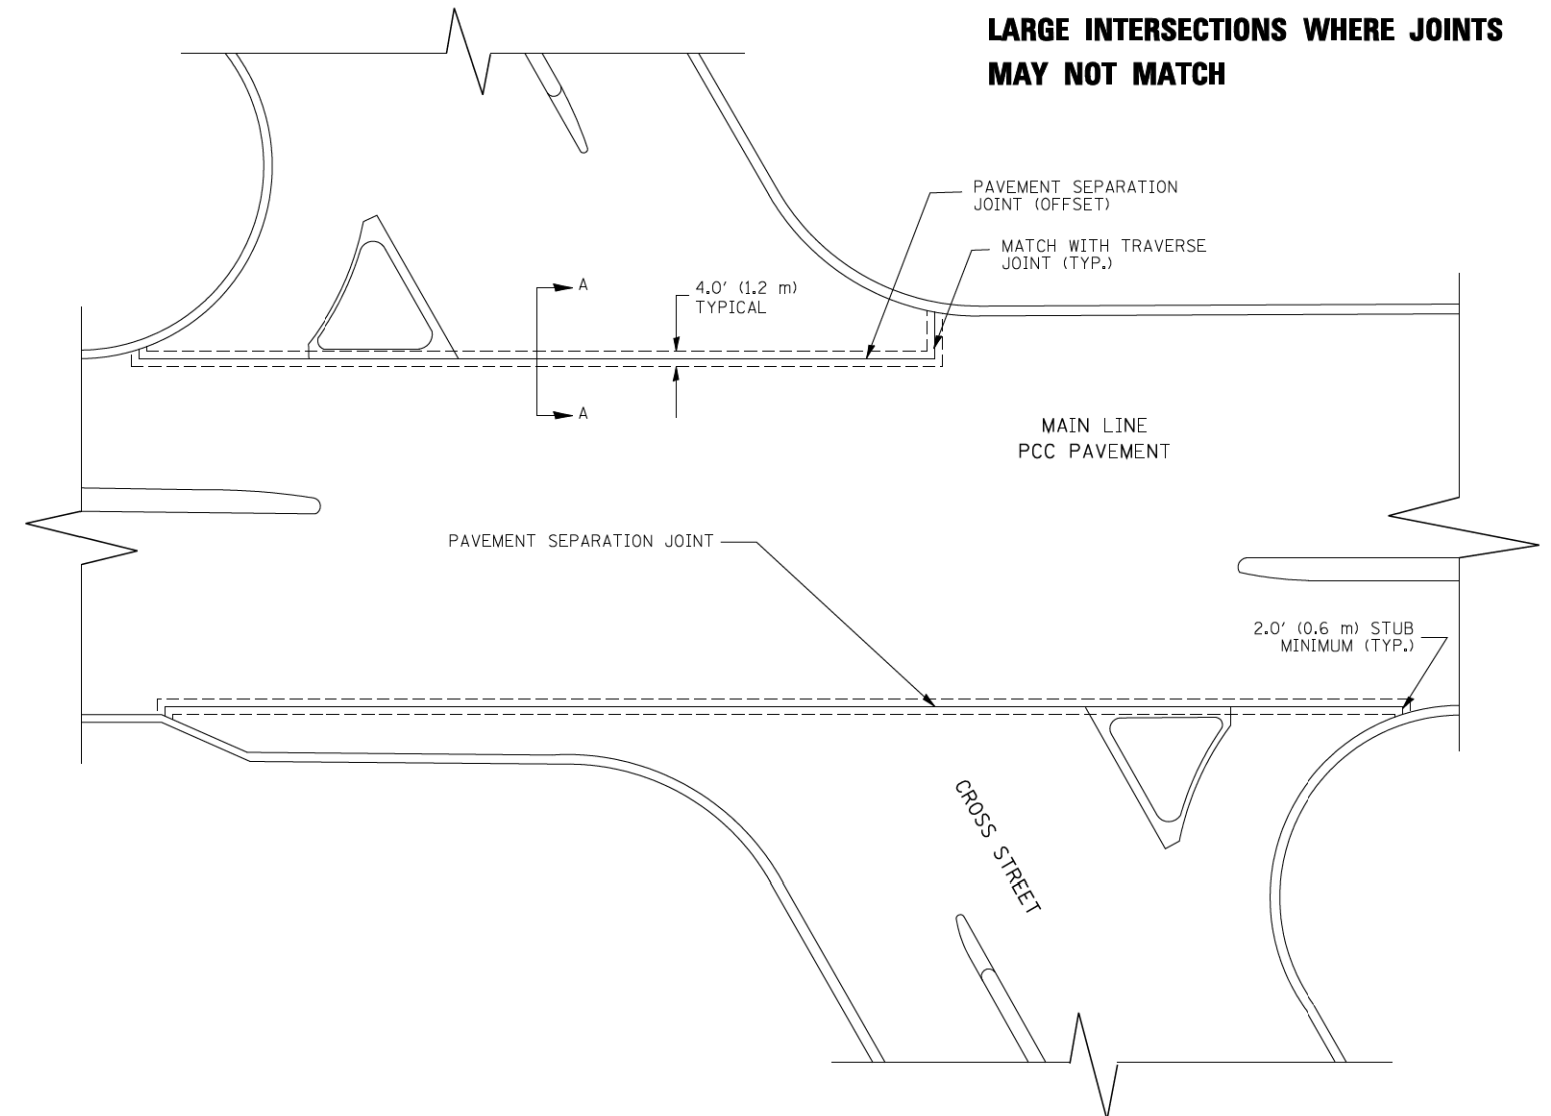 LARGE INTERSECTIONS WHERE JOINTS
MAY NOT MATCH
PAVEMENT SEPARATION
JOINT (OFFSET)
MATCH WITH TRAVERSE
JOINT (TYP.)
A
4.0' (1.2 m)
TYPICAL
A
MAIN LINE
PCC PAVEMENT
PAVEMENT SEPARATION JOINT
2.0' (0.6 m) STUB
MINIMUM (TYP.)
CROSS STREET